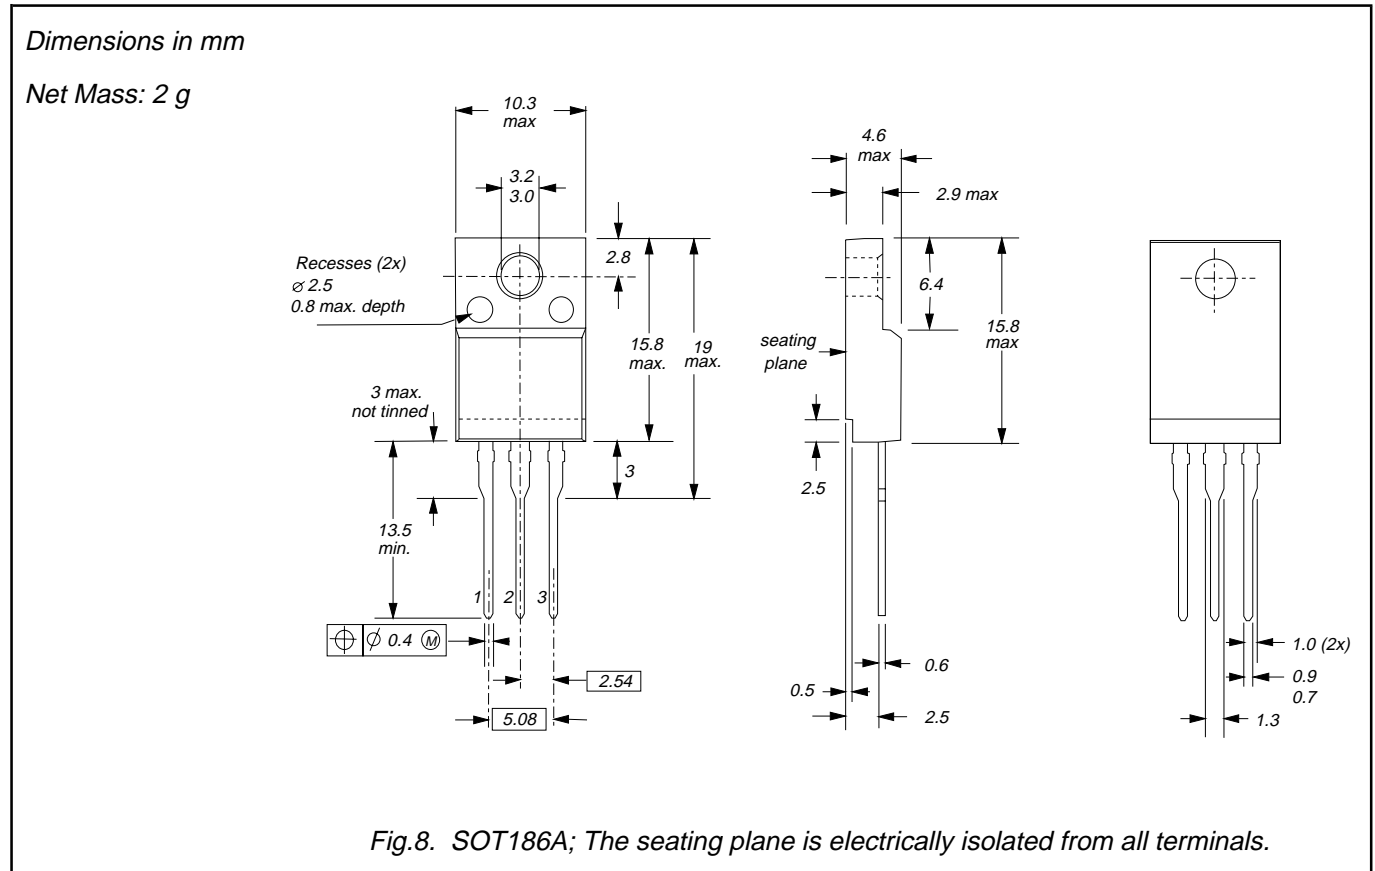 Dimensions in mm
Net Mass: 2 g
10.3
max
3.2
3.0
2.8
Recesses (2x)
⌀ 2.5
0.8 max. depth
15.8
max.
19
max.
3 max.
not tinned
3
13.5
min.
1 2 3
⌀ 0.4 Ⓜ
2.54
5.08
4.6
max
2.9 max
6.4
15.8
max
seating
plane
2.5
0.6
0.5
2.5
1.0 (2x)
0.9
0.7
1.3
Fig.8. SOT186A; The seating plane is electrically isolated from all terminals.